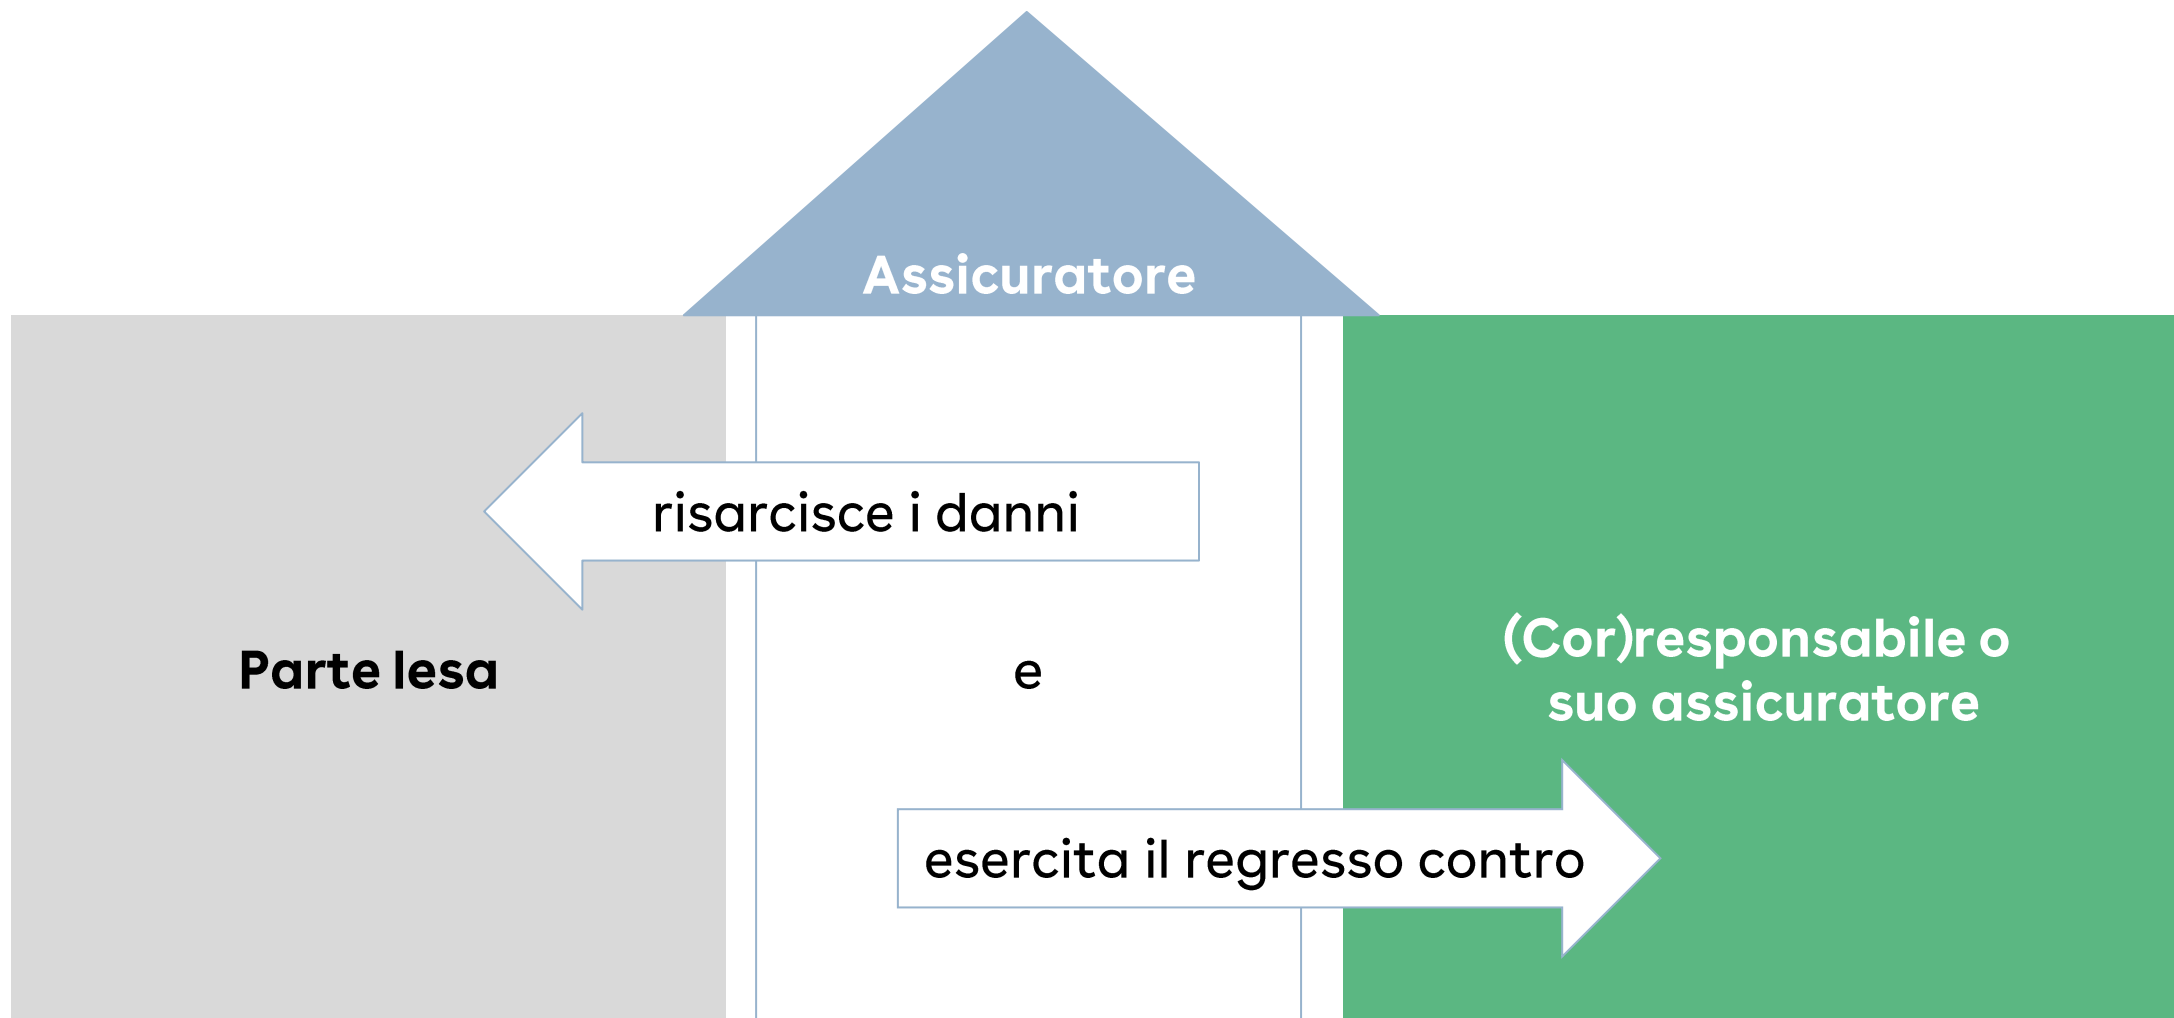 Assicuratore
risarcisce i danni
Parte lesa
e
(Cor)responsabile o
suo assicuratore
esercita il regresso contro